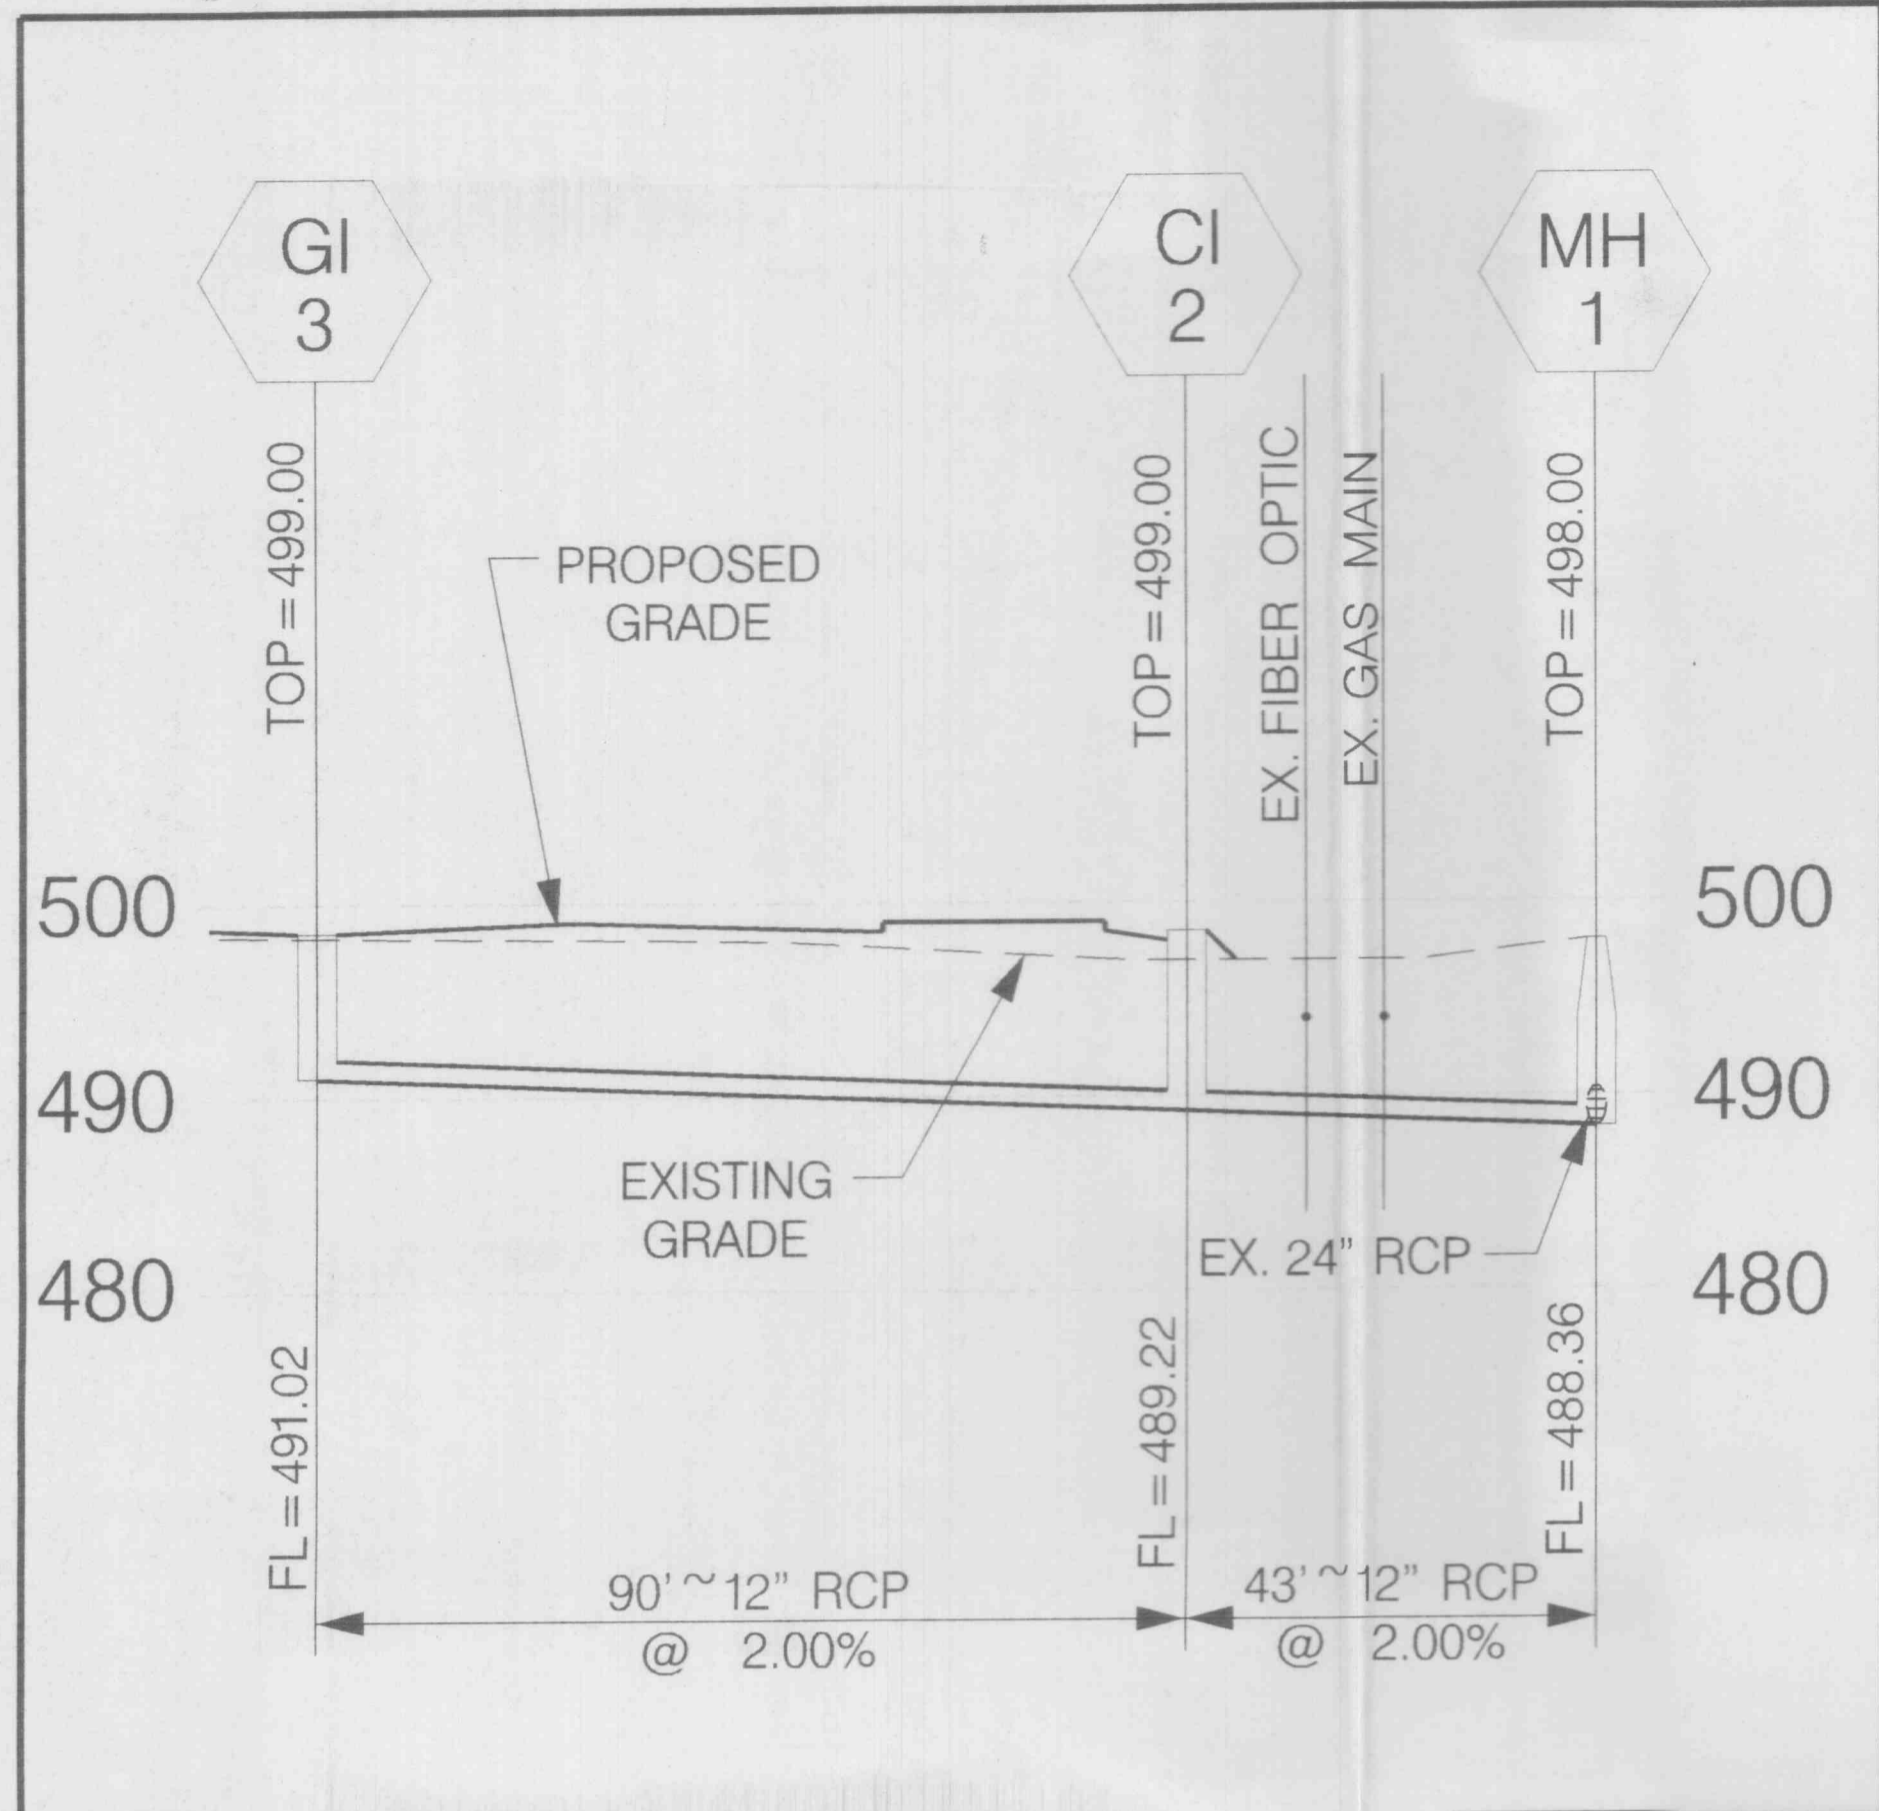 GI
3
CI
2
MH
1
TOP = 499.00
TOP = 499.00
EX. FIBER OPTIC
EX. GAS MAIN
TOP = 498.00
PROPOSED
GRADE
500
500
490
490
EXISTING
GRADE
EX. 24" RCP
480
480
FL = 491.02
FL = 489.22
FL = 488.36
90' ~ 12" RCP
@ 2.00%
43' ~ 12" RCP
@ 2.00%